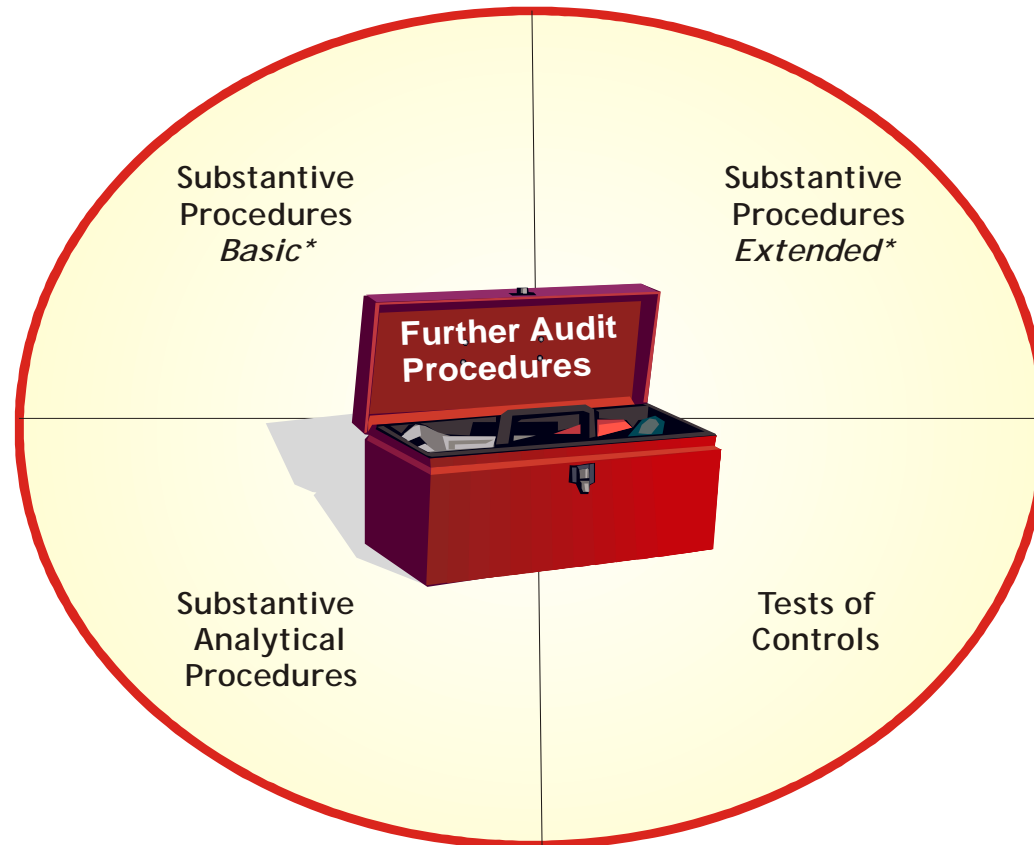 Substantive
Procedures
Basic*
Substantive
Procedures
Extended*
Further Audit
Procedures
Substantive
Analytical
Procedures
Tests of
Controls